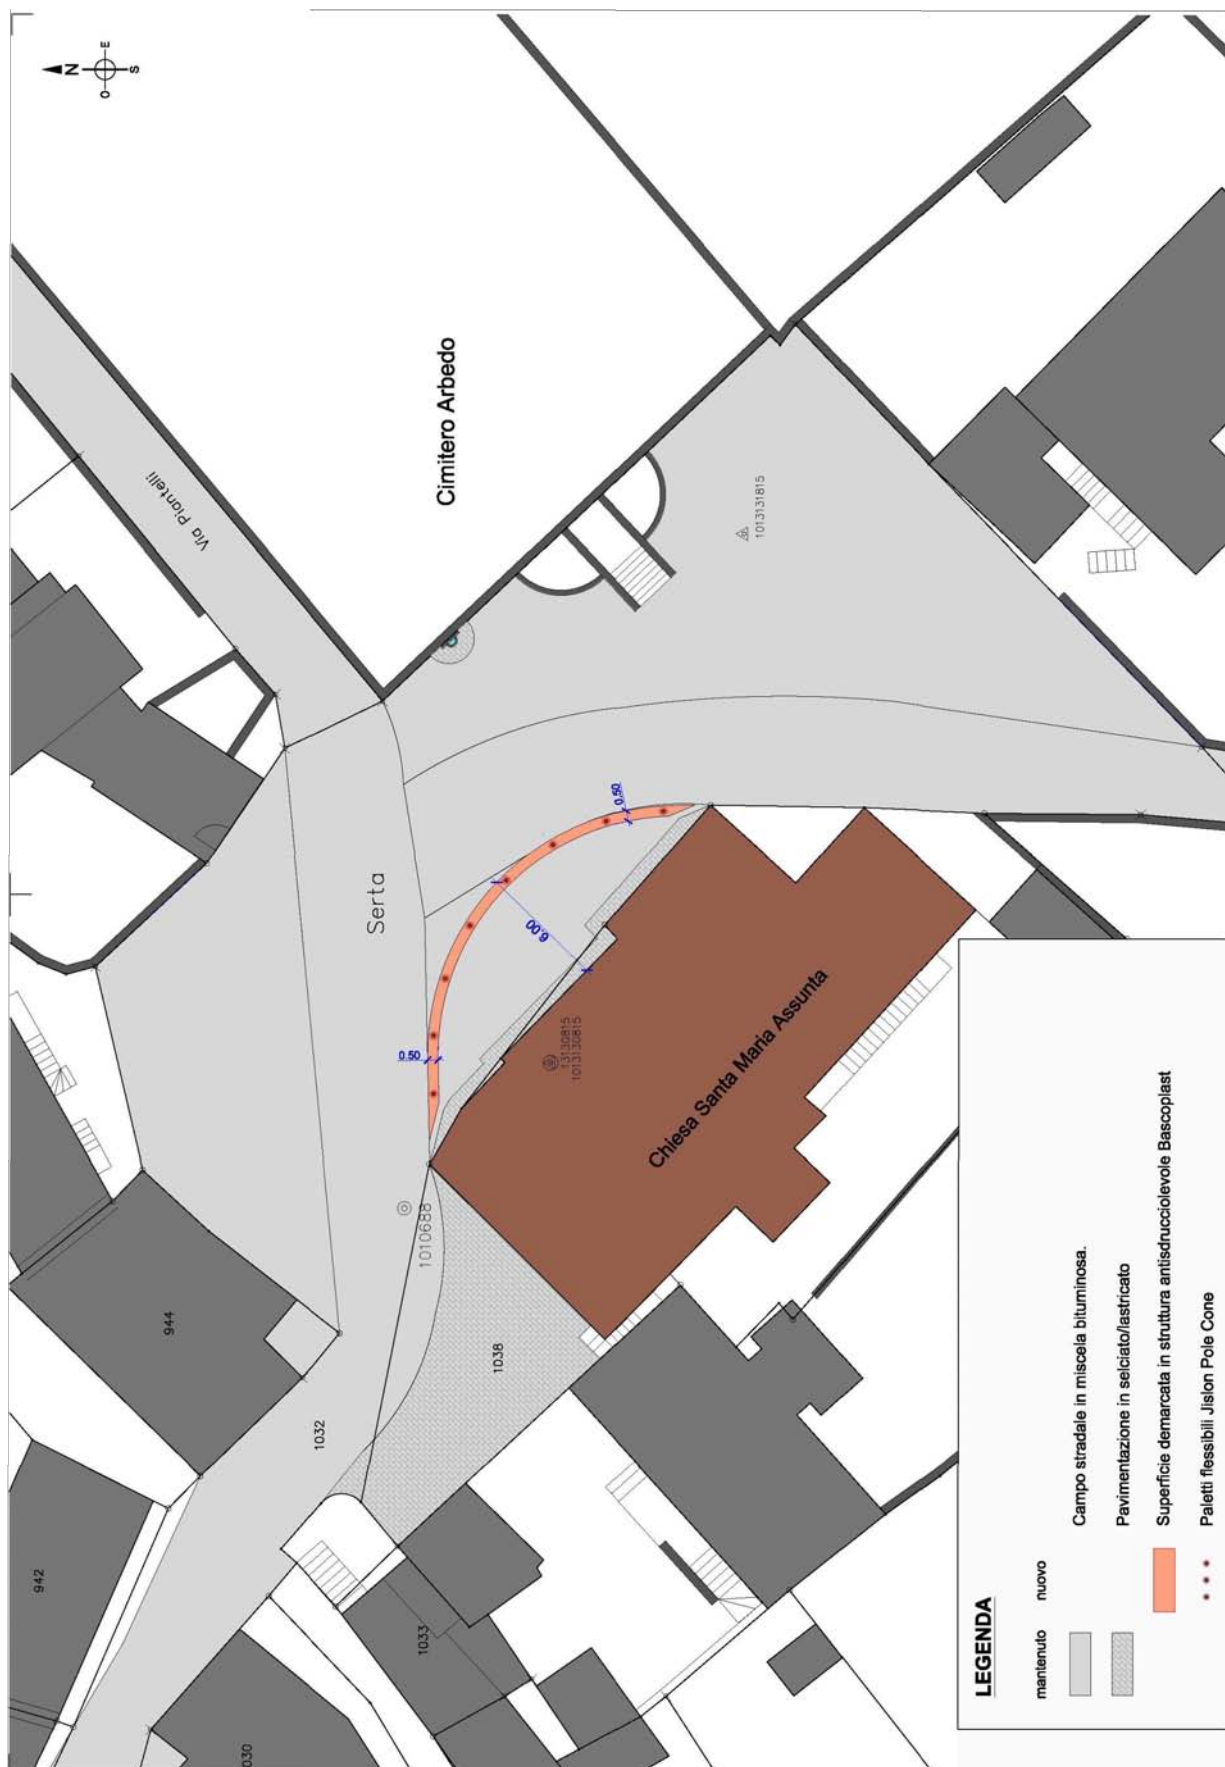 N
O
E
S
Via Piantelli
Cimitero Arbedo
Serta
1013131815
0.50
6.00
0.50
13130815
1013130815
Chiesa Santa Maria Assunta
1010688
944
1038
1032
942
1033
030
LEGENDA
mantenuto nuovo
Campo stradale in miscela bituminosa.
Pavimentazione in selciato/lastricato
Superficie demarcata in struttura antisdrucciolevole Bascoplast
Paletti flessibili Jislon Pole Cone